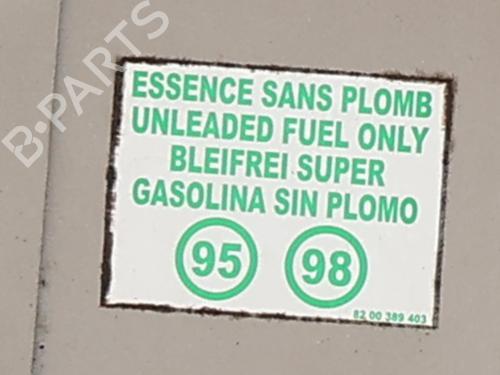 B-PARTS
ESSENCE SANS PLOMB
UNLEADED FUEL ONLY
BLEIFREI SUPER
GASOLINA SIN PLOMO
95 98
82 00 389 403